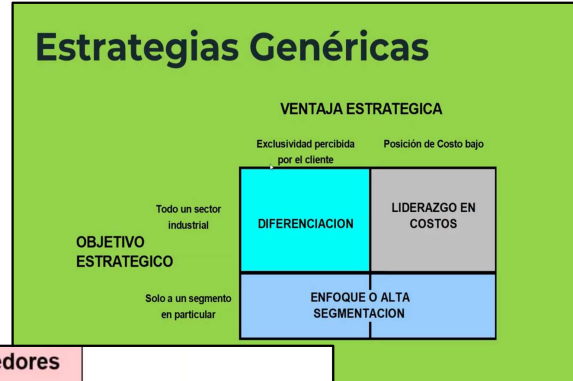 Estrategias Genéricas
VENTAJA ESTRATEGICA
Exclusividad percibida
por el cliente
Posición de Costo bajo
Todo un sector
industrial
DIFERENCIACION
LIDERAZGO EN
COSTOS
OBJETIVO
ESTRATEGICO
Solo a un segmento
en particular
ENFOQUE O ALTA
SEGMENTACION
edores